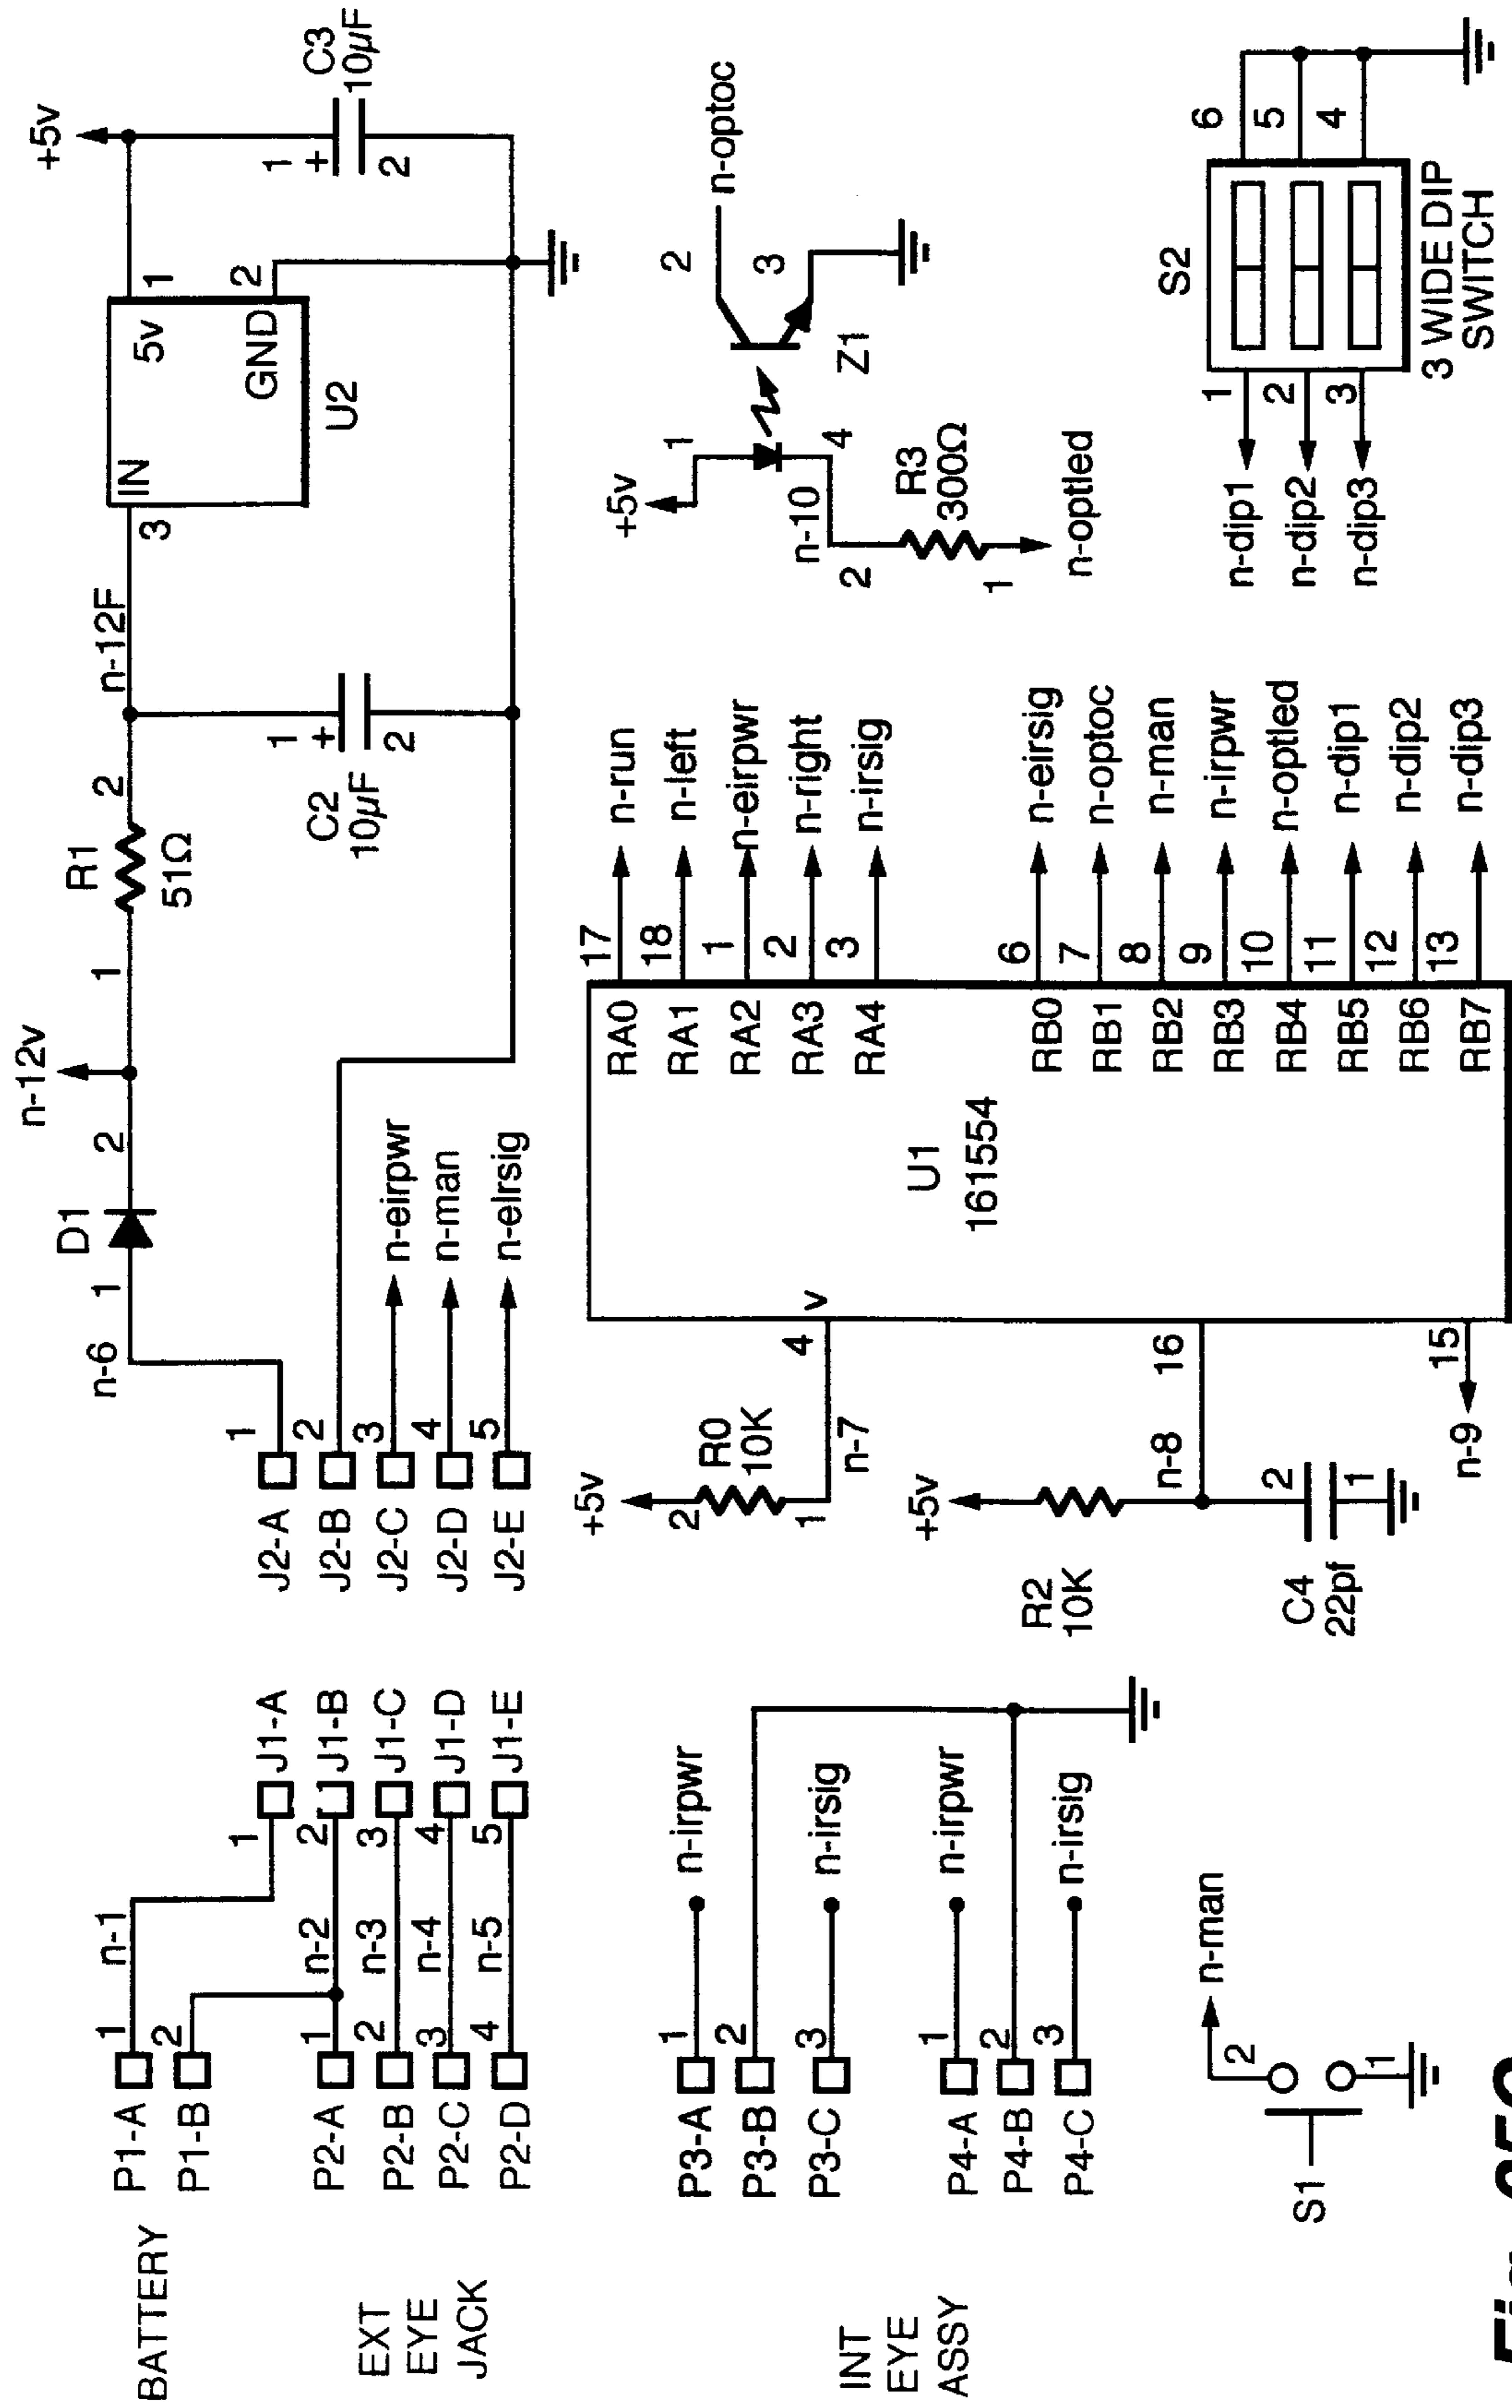 BATTERY
P1-A
1
n-1
P1-B
2
EXT
EYE
JACK
P2-A
1
n-2
P2-B
2
n-3
P2-C
3
n-4
P2-D
4
n-5
1
J1-A
2
J1-B
3
J1-C
4
J1-D
5
J1-E
J2-A
1
J2-B
2
J2-C
3
n-eirpwr
J2-D
4
n-man
J2-E
5
n-eirsig
n-6
1
D1
2
n-12v
1
R1
51Ω
2
n-12F
C2
10µF
1
+
2
3
IN
5v
1
GND
2
U2
+5v
C3
10µF
1
+
2
INT
EYE
ASSY
P3-A
1
n-irpwr
P3-B
2
P3-C
3
n-irsig
P4-A
1
n-irpwr
P4-B
2
P4-C
3
n-irsig
S1
2
n-man
1
+5v
2
R0
10K
1
n-7
4
v
+5v
R2
10K
n-8
16
C4
22pf
2
1
n-9
15
U1
161554
RA0
17
n-run
RA1
18
n-left
RA2
1
n-eirpwr
RA3
2
n-right
RA4
3
n-irsig
RB0
6
n-eirsig
RB1
7
n-optoc
RB2
8
n-man
RB3
9
n-irpwr
RB4
10
n-optled
RB5
11
n-dip1
RB6
12
n-dip2
RB7
13
n-dip3
+5v
1
4
n-10
2
R3
300Ω
1
n-optled
Z1
2
n-optoc
3
S2
n-dip1
1
6
n-dip2
2
5
n-dip3
3
4
3 WIDE DIP
SWITCH